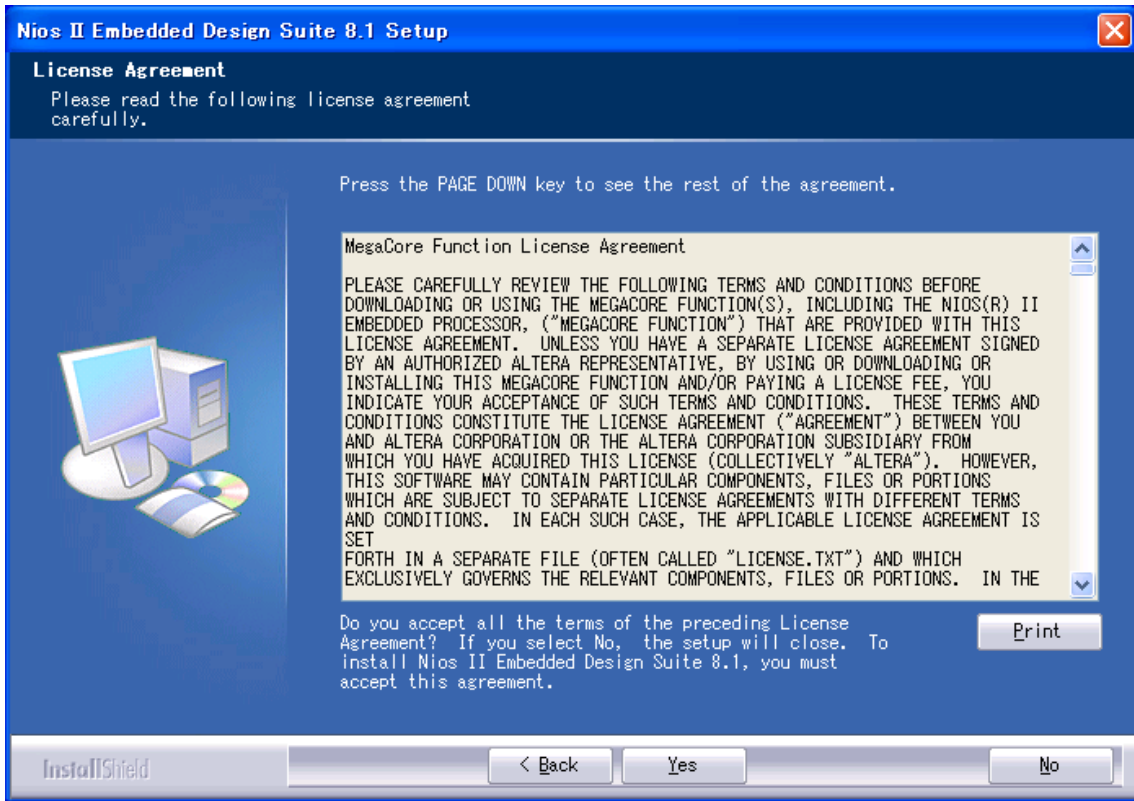 Nios II Embedded Design Suite 8.1 Setup
License Agreement
Please read the following license agreement
carefully.
Press the PAGE DOWN key to see the rest of the agreement.
MegaCore Function License Agreement
PLEASE CAREFULLY REVIEW THE FOLLOWING TERMS AND CONDITIONS BEFORE
DOWNLOADING OR USING THE MEGACORE FUNCTION(S), INCLUDING THE NIOS(R) II
EMBEDDED PROCESSOR, ("MEGACORE FUNCTION") THAT ARE PROVIDED WITH THIS
LICENSE AGREEMENT.  UNLESS YOU HAVE A SEPARATE LICENSE AGREEMENT SIGNED
BY AN AUTHORIZED ALTERA REPRESENTATIVE, BY USING OR DOWNLOADING OR
INSTALLING THIS MEGACORE FUNCTION AND/OR PAYING A LICENSE FEE, YOU
INDICATE YOUR ACCEPTANCE OF SUCH TERMS AND CONDITIONS.  THESE TERMS AND
CONDITIONS CONSTITUTE THE LICENSE AGREEMENT ("AGREEMENT") BETWEEN YOU
AND ALTERA CORPORATION OR THE ALTERA CORPORATION SUBSIDIARY FROM
WHICH YOU HAVE ACQUIRED THIS LICENSE (COLLECTIVELY "ALTERA").  HOWEVER,
THIS SOFTWARE MAY CONTAIN PARTICULAR COMPONENTS, FILES OR PORTIONS
WHICH ARE SUBJECT TO SEPARATE LICENSE AGREEMENTS WITH DIFFERENT TERMS
AND CONDITIONS.  IN EACH SUCH CASE, THE APPLICABLE LICENSE AGREEMENT IS
SET
FORTH IN A SEPARATE FILE (OFTEN CALLED "LICENSE.TXT") AND WHICH
EXCLUSIVELY GOVERNS THE RELEVANT COMPONENTS, FILES OR PORTIONS.  IN THE
Do you accept all the terms of the preceding License
Agreement?  If you select No,  the setup will close.  To
install Nios II Embedded Design Suite 8.1, you must
accept this agreement.
Print
InstallShield
< Back
Yes
No